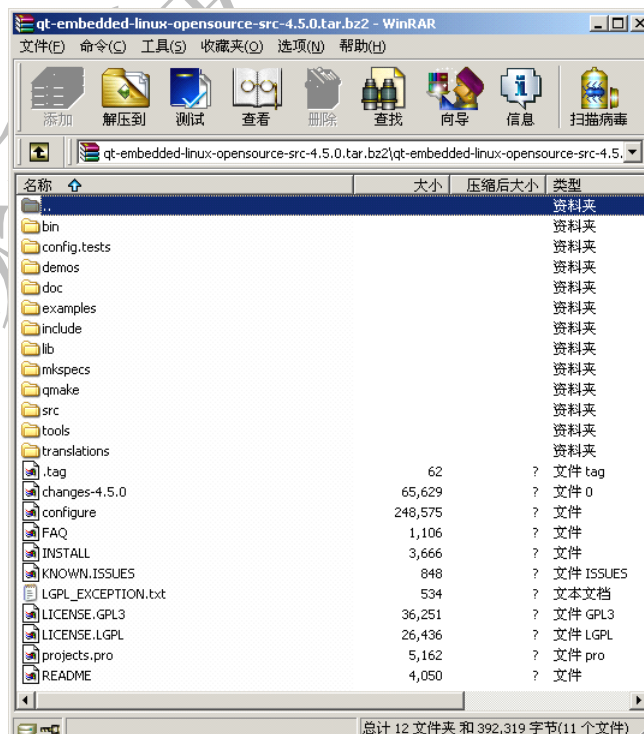 qt-embedded-linux-opensource-src-4.5.0.tar.bz2 - WinRAR
文件(F) 命令(C) 工具(S) 收藏夹(O) 选项(N) 帮助(H)
添加 解压到 测试 查看 删除 查找 向导 信息 扫描病毒
qt-embedded-linux-opensource-src-4.5.0.tar.bz2\qt-embedded-linux-opensource-src-4.5.
名称 大小 压缩后大小 类型
.. 资料夹
bin 资料夹
config.tests 资料夹
demos 资料夹
doc 资料夹
examples 资料夹
include 资料夹
lib 资料夹
mkspecs 资料夹
qmake 资料夹
src 资料夹
tools 资料夹
translations 资料夹
.tag 62 ? 文件 tag
changes-4.5.0 65,629 ? 文件 0
configure 248,575 ? 文件
FAQ 1,106 ? 文件
INSTALL 3,666 ? 文件
KNOWN.ISSUES 848 ? 文件 ISSUES
LGPL_EXCEPTION.txt 534 ? 文本文档
LICENSE.GPL3 36,251 ? 文件 GPL3
LICENSE.LGPL 26,436 ? 文件 LGPL
projects.pro 5,162 ? 文件 pro
README 4,050 ? 文件
总计 12 文件夹 和 392,319 字节(11 个文件)